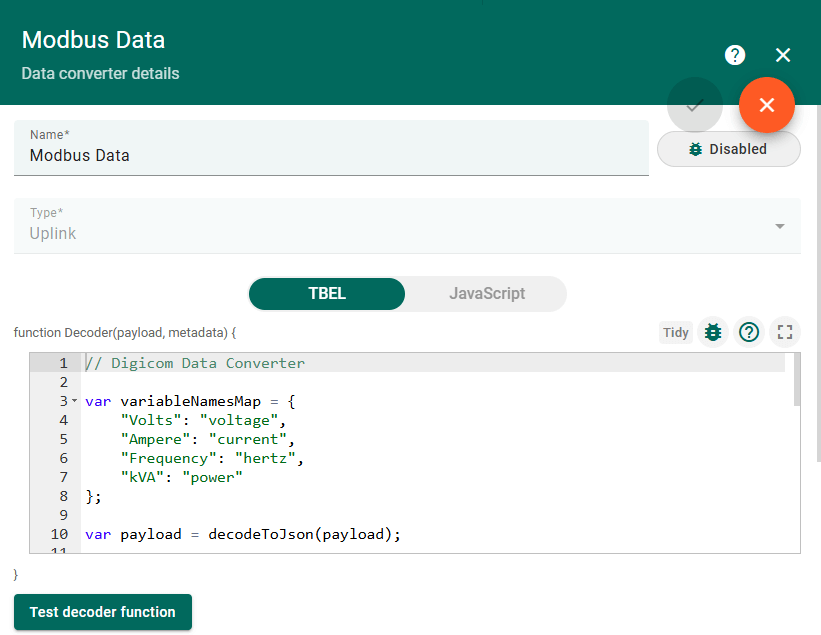 Modbus Data
Data converter details
Name*
Modbus Data
Disabled
Type*
Uplink
TBEL
JavaScript
function Decoder(payload, metadata) {
Tidy
1 // Digicom Data Converter
2
3 var variableNamesMap = {
4 "Volts": "voltage",
5 "Ampere": "current",
6 "Frequency": "hertz",
7 "kVA": "power"
8 };
9
10 var payload = decodeToJson(payload);
11
}
Test decoder function